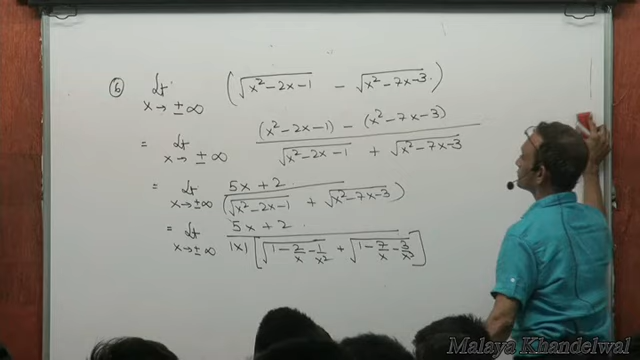 ⑥ lt x→±∞ (√(x²-2x-1) - √(x²-7x-3))
= lt x→±∞ ((x²-2x-1) - (x²-7x-3)) / (√(x²-2x-1) + √(x²-7x-3))
= lt x→±∞ (5x+2) / (√(x²-2x-1) + √(x²-7x-3))
= lt x→±∞ (5x+2) / (|x| [√(1-2/x-1/x²) + √(1-7/x-3/x²)])
Malaya Khandelwal